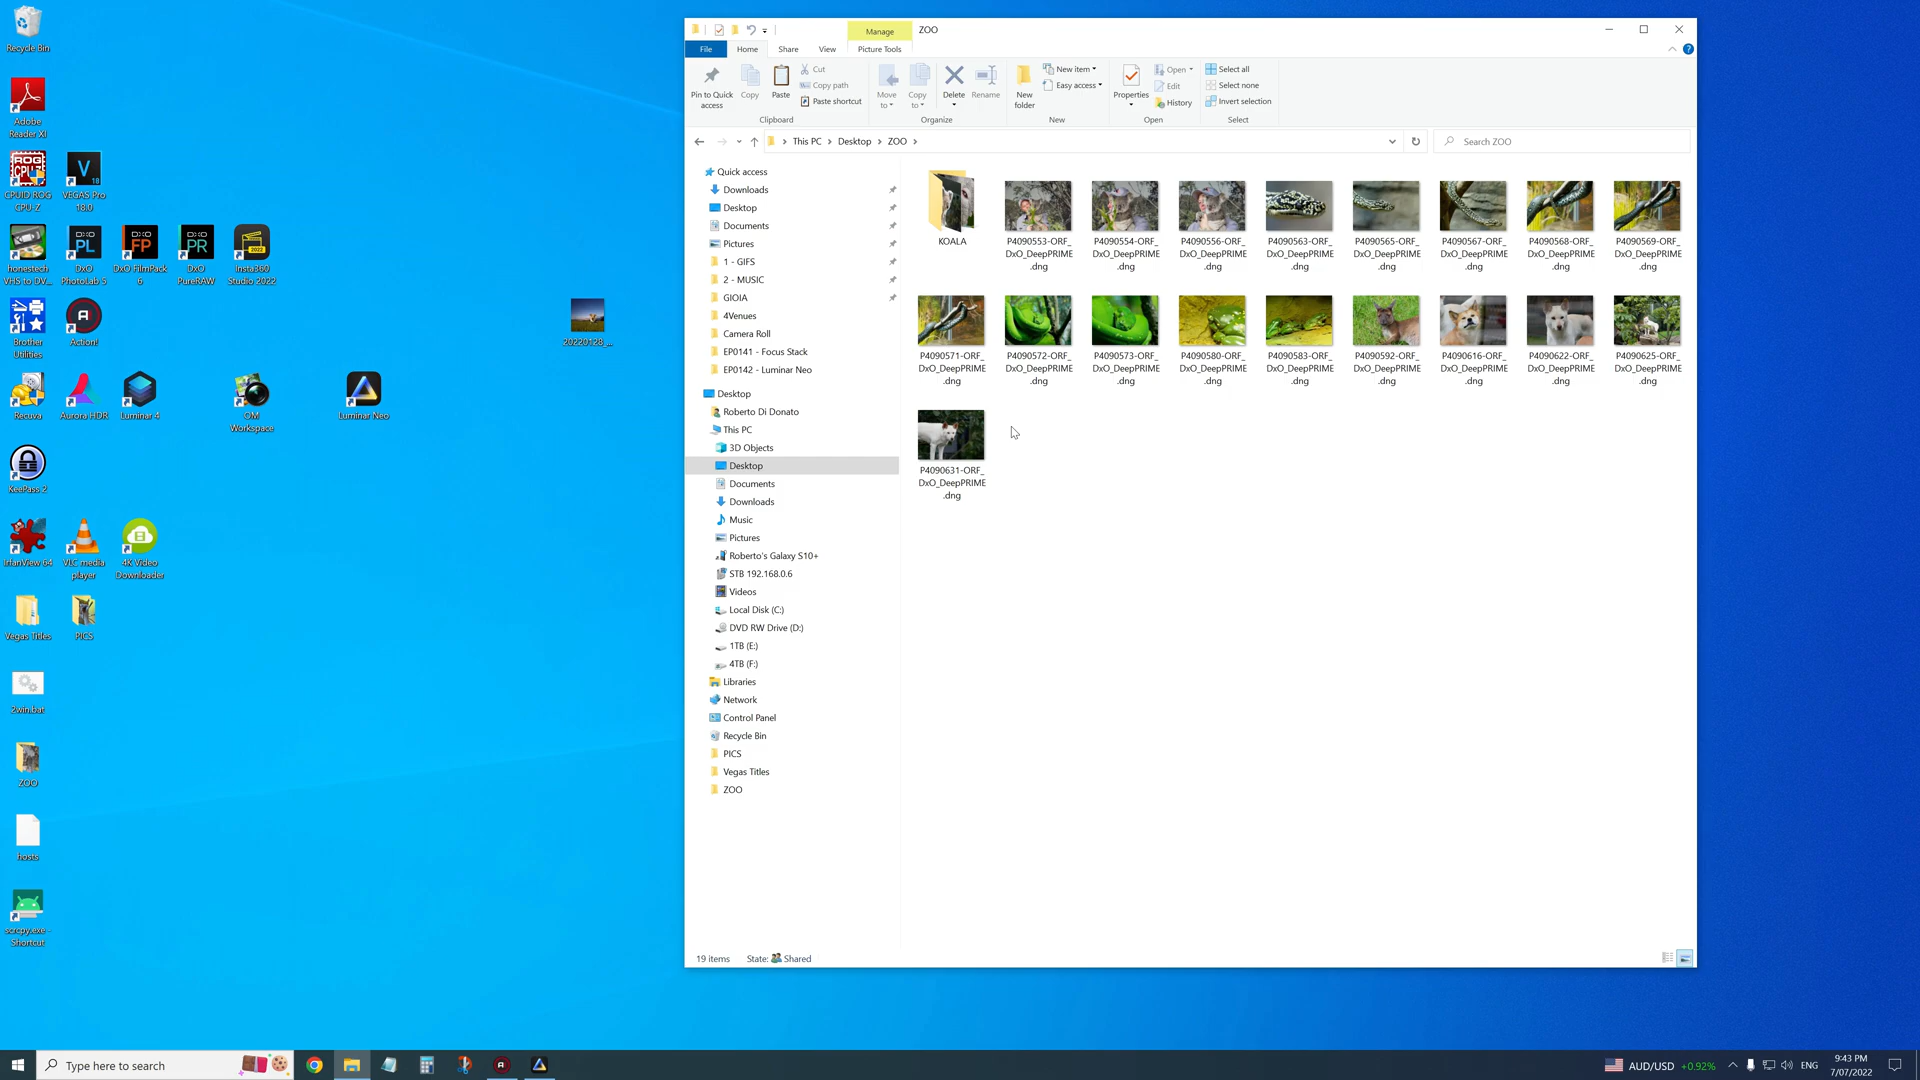 Recycle Bin
Adobe
Reader XI
CPUID ROG
CPU-Z
VEGAS Pro
18.0
honestech
VHS to DV...
DxO
PhotoLab 5
DxO FilmPack
6
DxO
PureRAW
Insta360
Studio 2022
Brother
Utilities
Action!
20220128_...
Recuva
Aurora HDR
Luminar 4
OM
Workspace
Luminar Neo
KeePass 2
IrfanView 64
VLC media
player
4K Video
Downloader
Vegas Titles
PICS
2win.bat
ZOO
hosts
scrcpy.exe -
Shortcut
Manage
ZOO
File
Home
Share
View
Picture Tools
Pin to Quick
access
Copy
Paste
Cut
Copy path
Paste shortcut
Clipboard
Move
to
Copy
to
Delete
Rename
Organize
New
folder
New item
Easy access
New
Properties
Open
Edit
History
Open
Select all
Select none
Invert selection
Select
This PC > Desktop > ZOO >
Search ZOO
Quick access
Downloads
Desktop
Documents
Pictures
1 - GIFS
2 - MUSIC
GIOIA
4Venues
Camera Roll
EP0141 - Focus Stack
EP0142 - Luminar Neo
Desktop
Roberto Di Donato
This PC
3D Objects
Desktop
Documents
Downloads
Music
Pictures
Roberto's Galaxy S10+
STB 192.168.0.6
Videos
Local Disk (C:)
DVD RW Drive (D:)
1TB (E:)
4TB (F:)
Libraries
Network
Control Panel
Recycle Bin
PICS
Vegas Titles
ZOO
KOALA
P4090553-ORF_
DxO_DeepPRIME
.dng
P4090554-ORF_
DxO_DeepPRIME
.dng
P4090556-ORF_
DxO_DeepPRIME
.dng
P4090563-ORF_
DxO_DeepPRIME
.dng
P4090565-ORF_
DxO_DeepPRIME
.dng
P4090567-ORF_
DxO_DeepPRIME
.dng
P4090568-ORF_
DxO_DeepPRIME
.dng
P4090569-ORF_
DxO_DeepPRIME
.dng
P4090571-ORF_
DxO_DeepPRIME
.dng
P4090572-ORF_
DxO_DeepPRIME
.dng
P4090573-ORF_
DxO_DeepPRIME
.dng
P4090580-ORF_
DxO_DeepPRIME
.dng
P4090583-ORF_
DxO_DeepPRIME
.dng
P4090592-ORF_
DxO_DeepPRIME
.dng
P4090616-ORF_
DxO_DeepPRIME
.dng
P4090622-ORF_
DxO_DeepPRIME
.dng
P4090625-ORF_
DxO_DeepPRIME
.dng
P4090631-ORF_
DxO_DeepPRIME
.dng
19 items
State: Shared
Type here to search
AUD/USD +0.92%
ENG
9:43 PM
7/07/2022